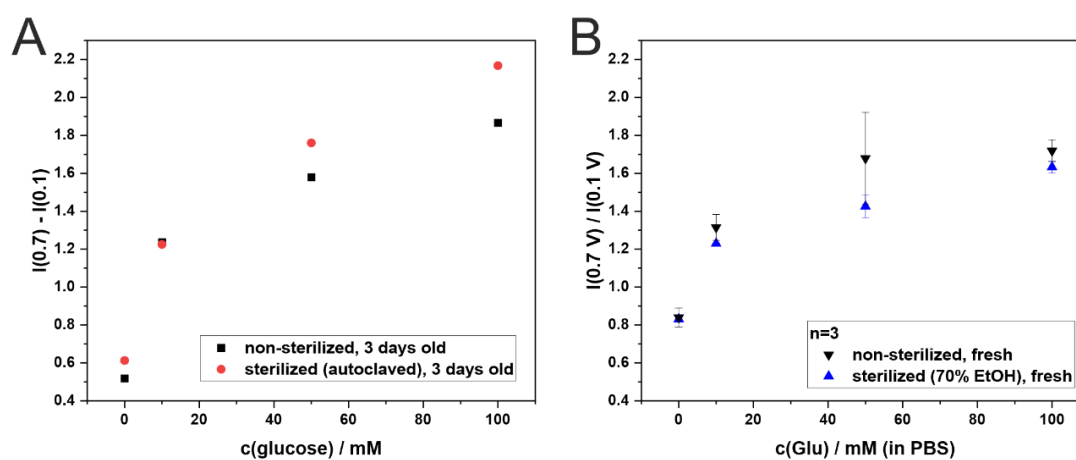 A
I(0.7) - I(0.1)
2.2
2.0
1.8
1.6
1.4
1.2
1.0
0.8
0.6
0.4
0
20
40
60
80
100
c(glucose) / mM
non-sterilized, 3 days old
sterilized (autoclaved), 3 days old
B
I(0.7 V) / I(0.1 V)
2.2
2.0
1.8
1.6
1.4
1.2
1.0
0.8
0.6
0.4
0
20
40
60
80
100
c(Glu) / mM (in PBS)
n=3
non-sterilized, fresh
sterilized (70% EtOH), fresh